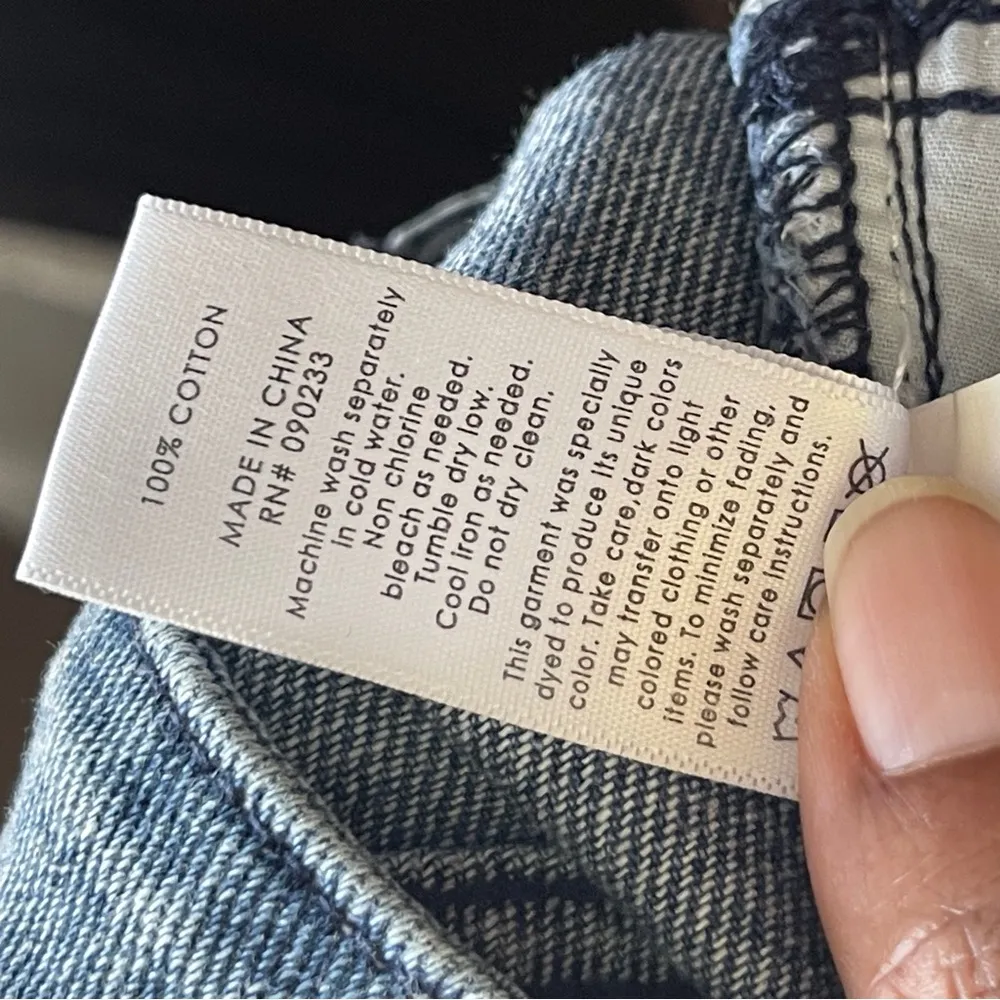 100% COTTON
MADE IN CHINA
RN# 090233
Machine wash separately
in cold water.
Non chlorine
bleach as needed.
Tumble dry low.
Cool iron as needed.
Do not dry clean.
This garment was specially
dyed to produce its unique
color. Take care,dark colors
may transfer onto light
colored clothing or other
items. To minimize fading,
please wash separately and
follow care instructions.